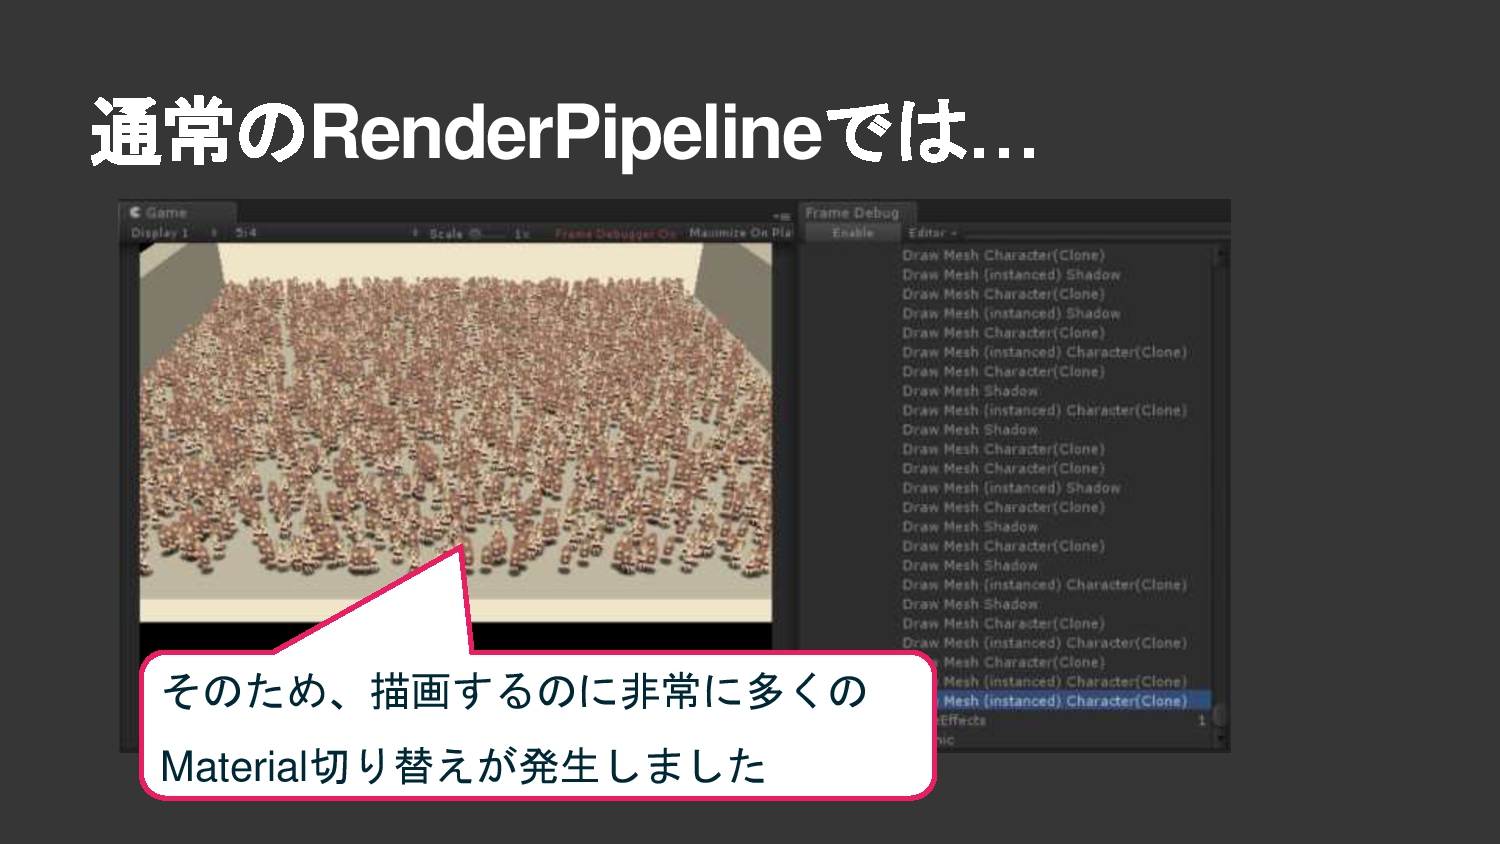 通常のRenderPipelineでは…
Game
Frame Debug
Display 1
5:4
Scale
1x
Frame Debugger On
Maximize On Pla
Enable
Editor
Draw Mesh Character(Clone)
Draw Mesh (instanced) Shadow
Draw Mesh Character(Clone)
Draw Mesh (instanced) Shadow
Draw Mesh Character(Clone)
Draw Mesh (instanced) Character(Clone)
Draw Mesh Character(Clone)
Draw Mesh Shadow
Draw Mesh (instanced) Character(Clone)
Draw Mesh Shadow
Draw Mesh Character(Clone)
Draw Mesh Character(Clone)
Draw Mesh (instanced) Shadow
Draw Mesh Character(Clone)
Draw Mesh Shadow
Draw Mesh Character(Clone)
Draw Mesh Shadow
Draw Mesh (instanced) Character(Clone)
Draw Mesh Shadow
Draw Mesh Character(Clone)
Draw Mesh (instanced) Character(Clone)
Mesh Character(Clone)
Mesh (instanced) Character(Clone)
Mesh (instanced) Character(Clone)
Effects 1
そのため、描画するのに非常に多くの
Material切り替えが発生しました